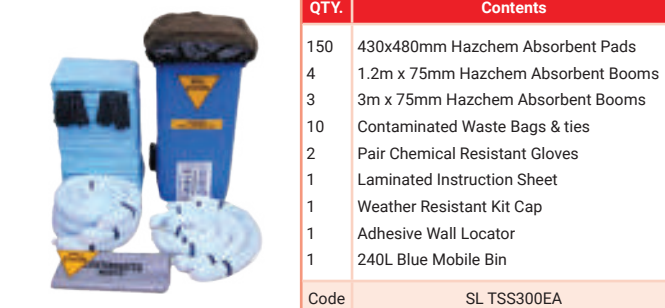 QTY. Contents
150 430x480mm Hazchem Absorbent Pads
4 1.2m x 75mm Hazchem Absorbent Booms
3 3m x 75mm Hazchem Absorbent Booms
10 Contaminated Waste Bags & ties
2 Pair Chemical Resistant Gloves
1 Laminated Instruction Sheet
1 Weather Resistant Kit Cap
1 Adhesive Wall Locator
1 240L Blue Mobile Bin
Code SL TSS300EA